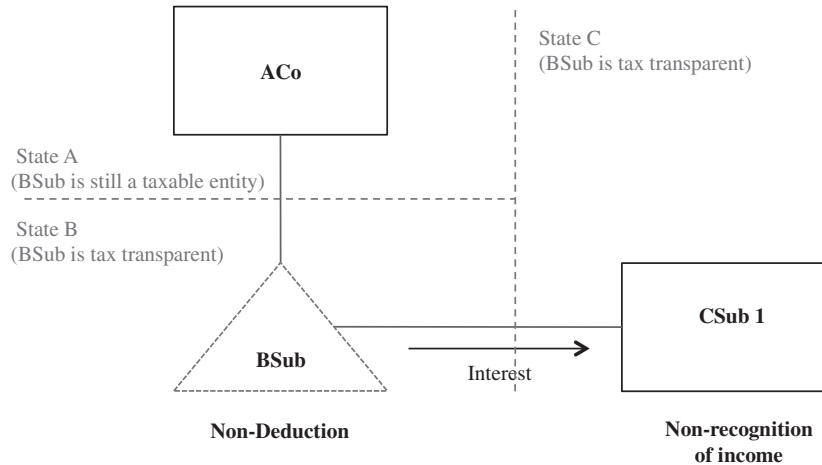 State C
(BSub is tax transparent)
ACo
State A
(BSub is still a taxable entity)
State B
(BSub is tax transparent)
BSub
CSub 1
Interest
Non-Deduction
Non-recognition
of income